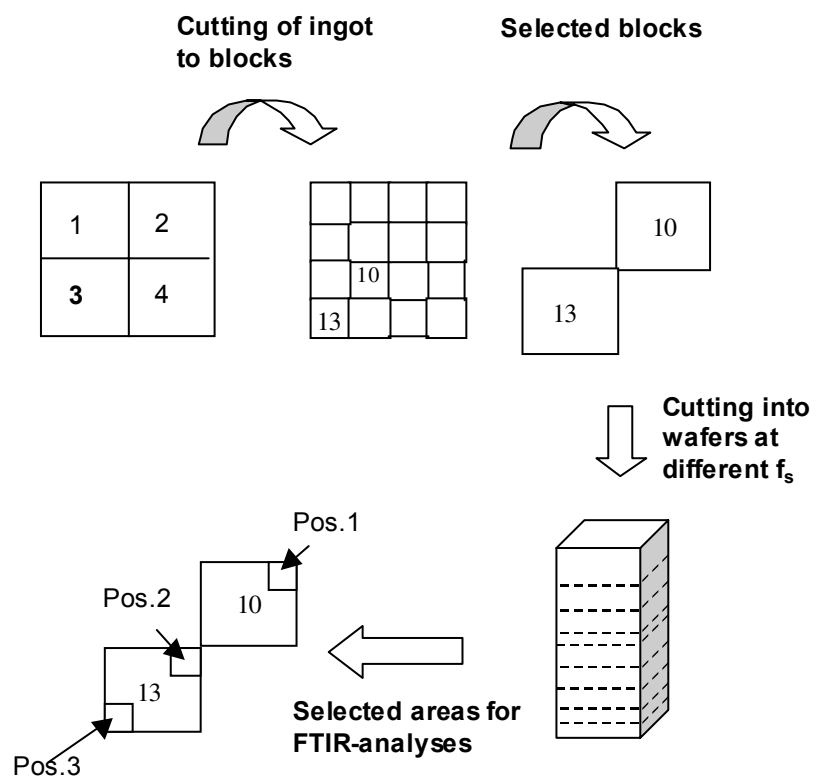 Cutting of ingot
to blocks
Selected blocks
1
2
3
4
10
13
10
13
Cutting into
wafers at
different fs
Pos.1
Pos.2
10
13
Pos.3
Selected areas for
FTIR-analyses